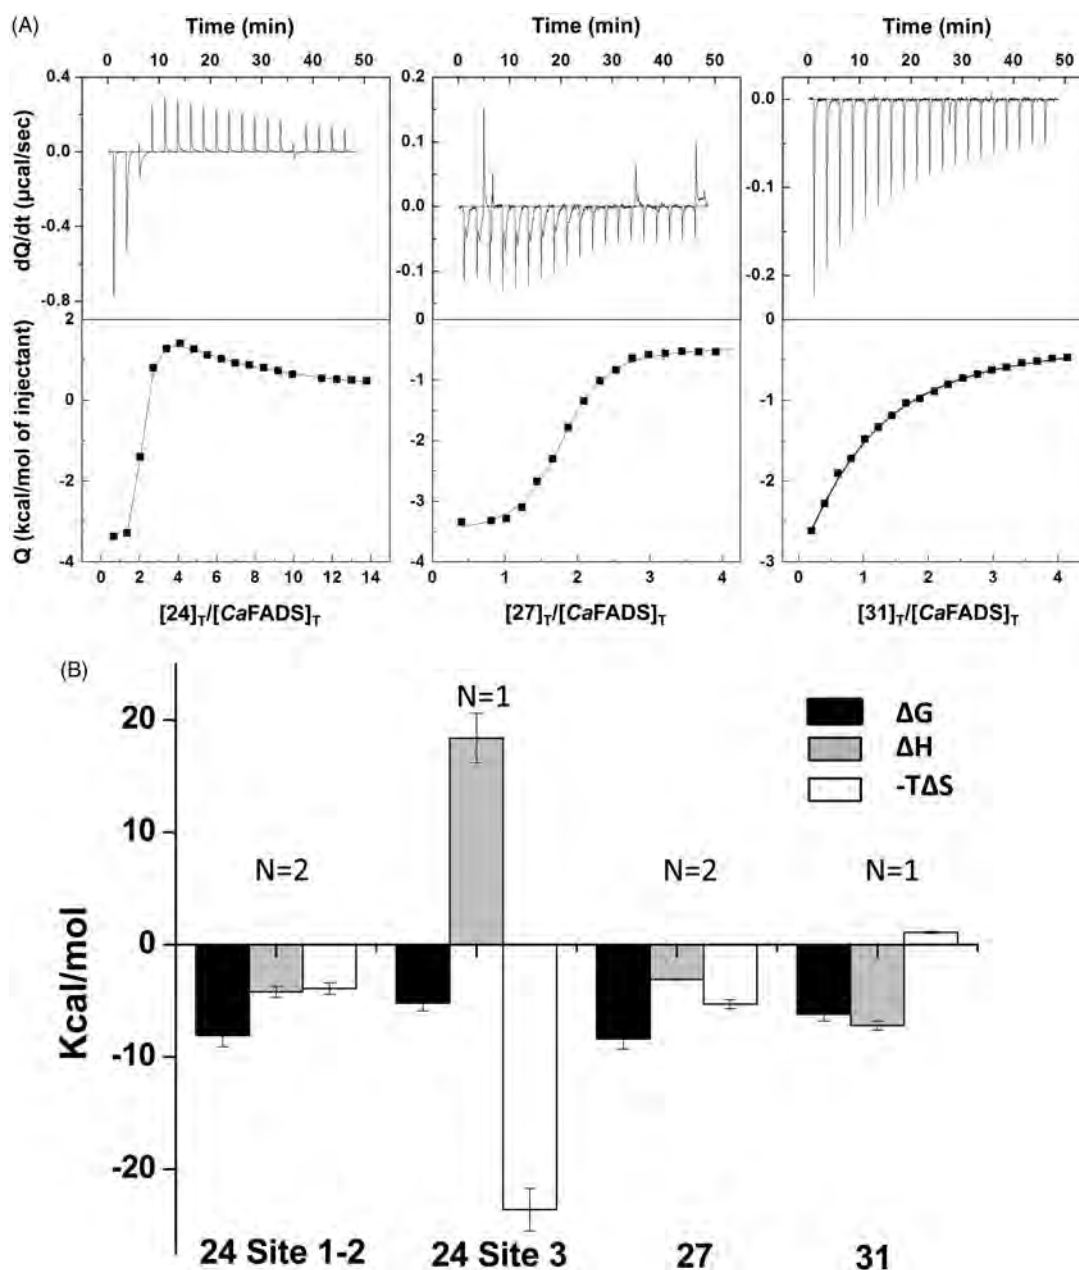 (A)
Time (min) Time (min) Time (min)
0 10 20 30 40 50 0 10 20 30 40 50 0 10 20 30 40 50
dQ/dt (μcal/sec)
0.4 0.2 0.0
0.0 0.0 -0.1
-0.4 -0.1 -0.2
-0.8
Q (kcal/mol of injectant)
2 0 0
0 -1 -1
-2 -2 -2
-4 -3 -3
-4
0 2 4 6 8 10 12 14 0 1 2 3 4 0 1 2 3 4
[24]T/[CaFADS]T [27]T/[CaFADS]T [31]T/[CaFADS]T
(B)
Kcal/mol
20
10
0
-10
-20
N=2 N=1 N=2 N=1
ΔG
ΔH
-TΔS
24 Site 1-2 24 Site 3 27 31